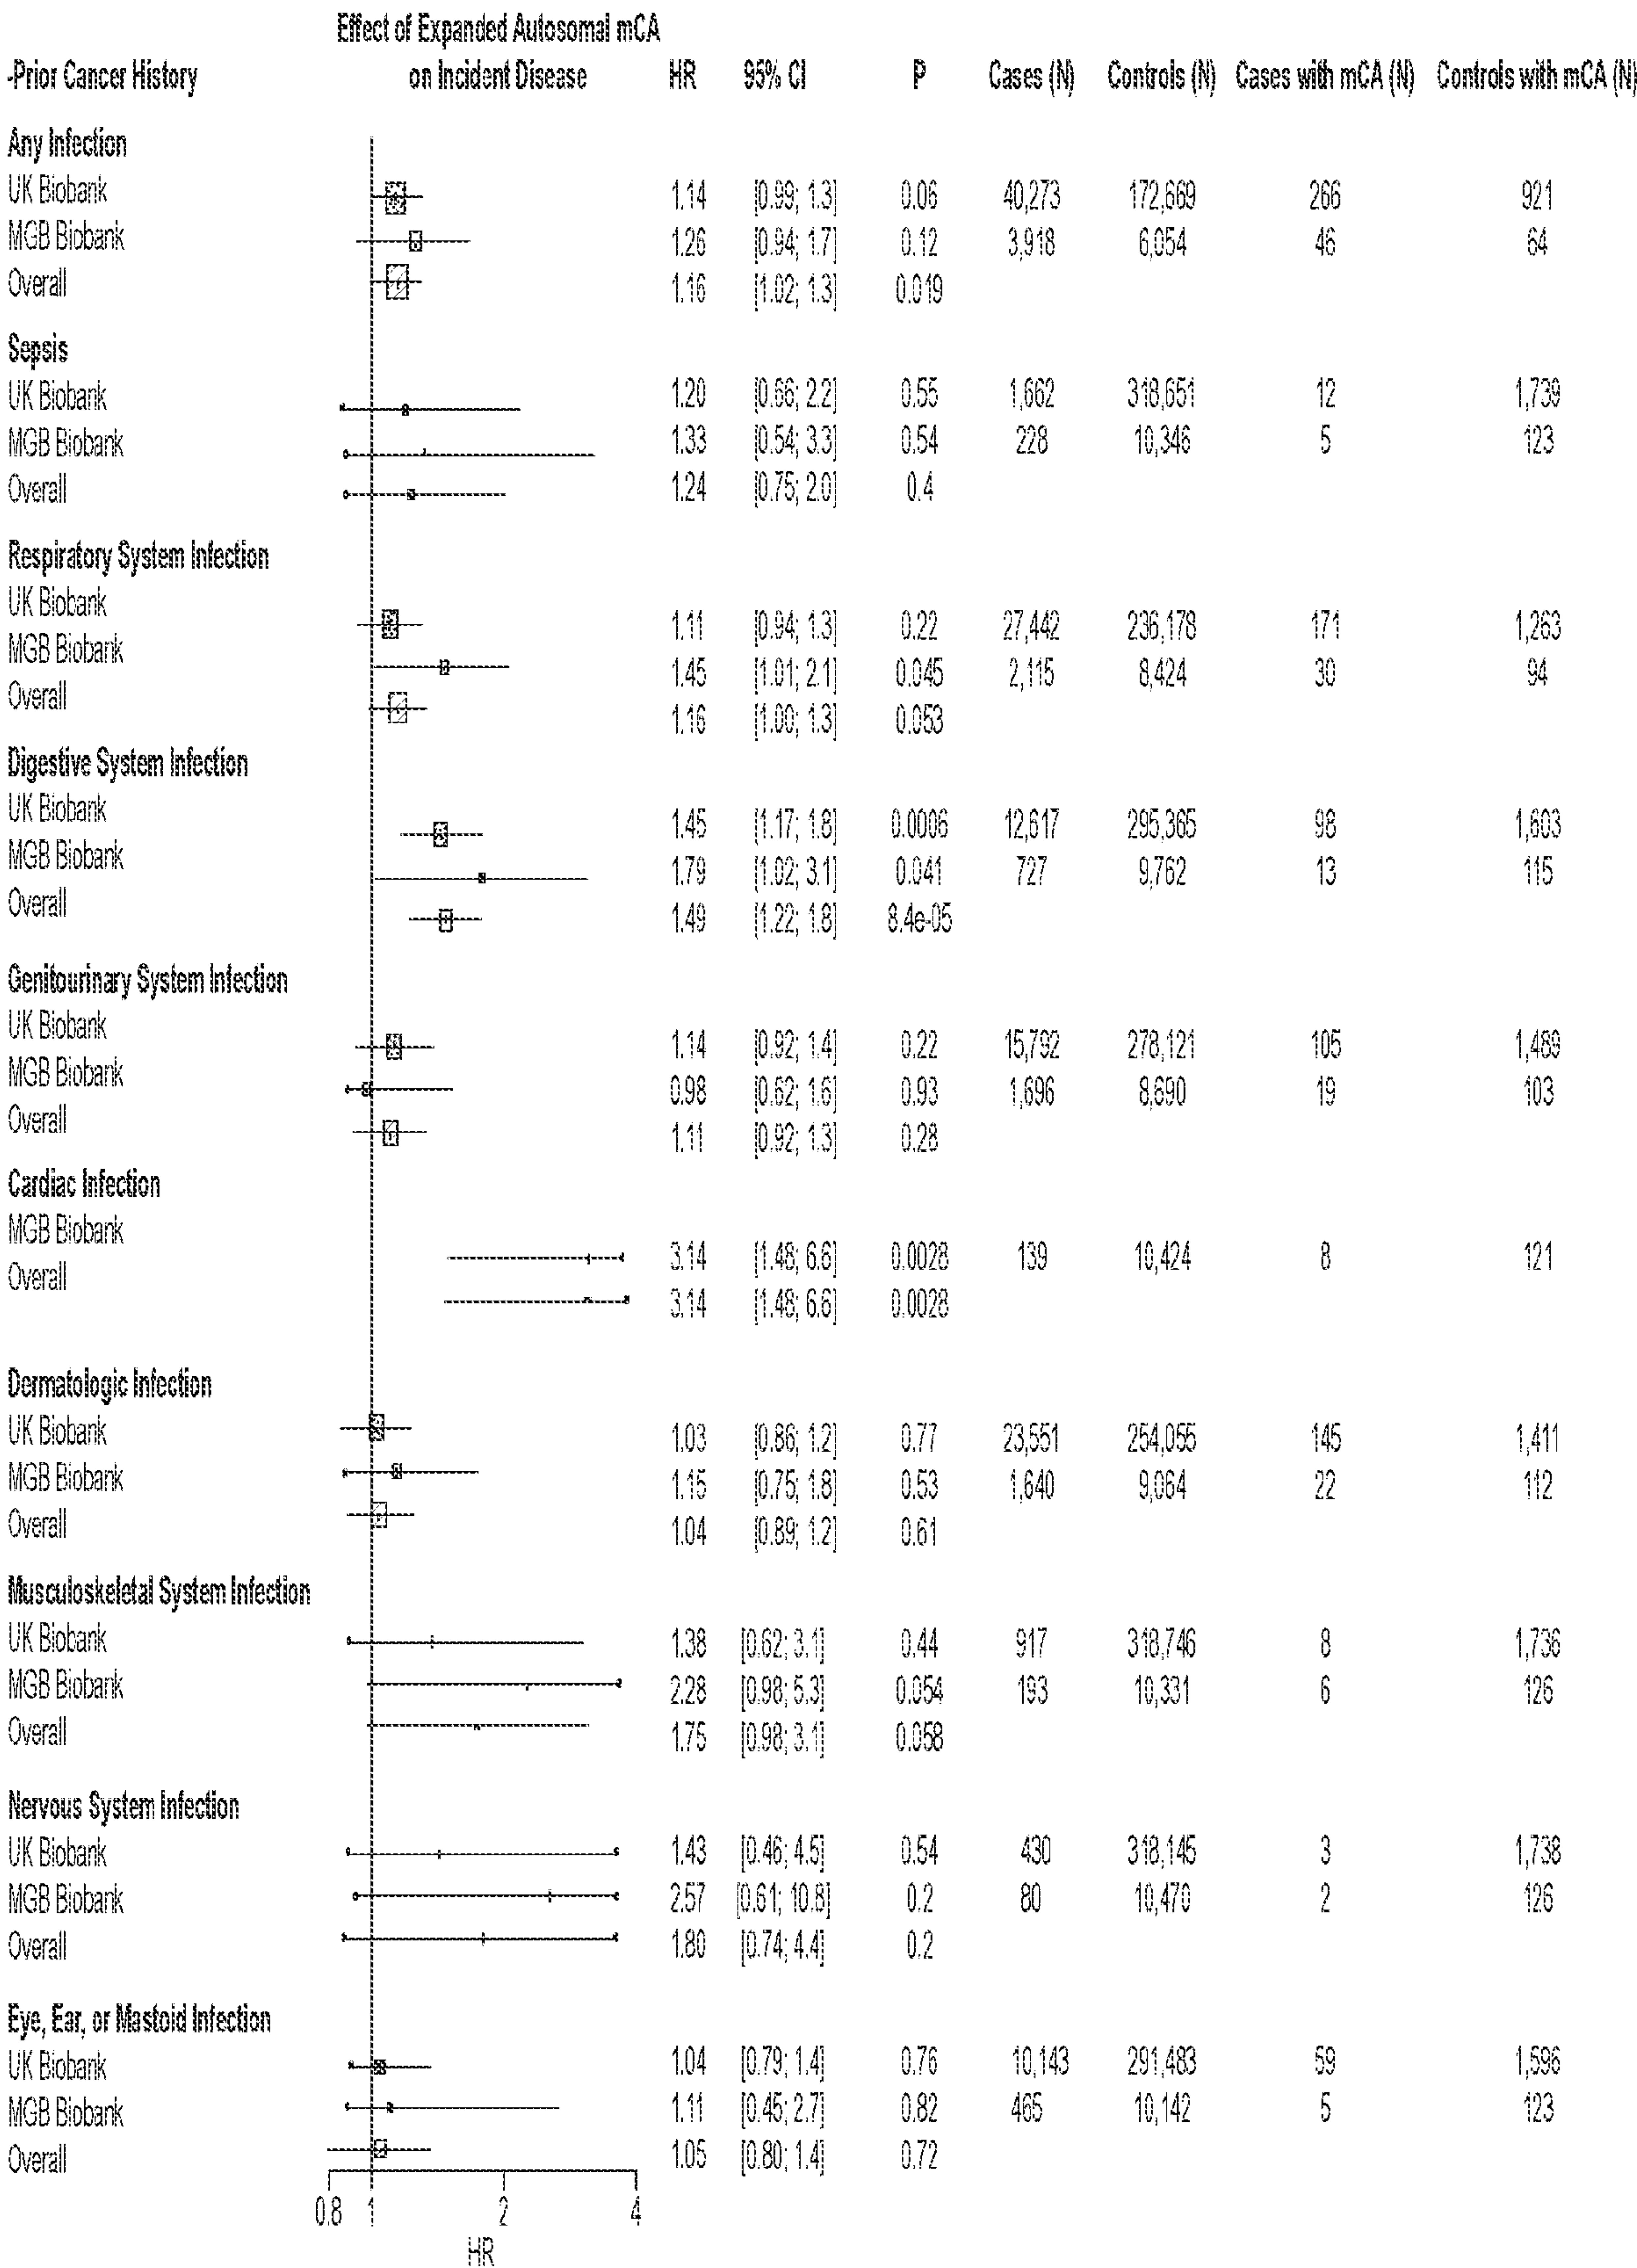 Effect of Expanded Autosomal mCA
-Prior Cancer History on Incident Disease HR 95% CI P Cases (N) Controls (N) Cases with mCA (N) Controls with mCA (N)
Any Infection
UK Biobank 1.14 [0.99; 1.3] 0.06 40,273 172,669 266 921
MGB Biobank 1.26 [0.94; 1.7] 0.12 3,918 6,054 46 64
Overall 1.16 [1.02; 1.3] 0.019
Sepsis
UK Biobank 1.20 [0.66; 2.2] 0.55 1,662 318,651 12 1,739
MGB Biobank 1.33 [0.54; 3.3] 0.54 228 10,346 5 123
Overall 1.24 [0.75; 2.0] 0.4
Respiratory System Infection
UK Biobank 1.11 [0.94; 1.3] 0.22 27,442 236,178 171 1,263
MGB Biobank 1.45 [1.01; 2.1] 0.045 2,115 8,424 30 94
Overall 1.16 [1.00; 1.3] 0.053
Digestive System Infection
UK Biobank 1.45 [1.17; 1.8] 0.0006 12,617 295,365 98 1,603
MGB Biobank 1.79 [1.02; 3.1] 0.041 727 9,762 13 115
Overall 1.49 [1.22; 1.8] 8.4e-05
Genitourinary System Infection
UK Biobank 1.14 [0.92; 1.4] 0.22 15,792 278,121 105 1,489
MGB Biobank 0.98 [0.62; 1.6] 0.93 1,696 8,690 19 103
Overall 1.11 [0.92; 1.3] 0.28
Cardiac Infection
MGB Biobank 3.14 [1.48; 6.6] 0.0028 139 10,424 8 121
Overall 3.14 [1.48; 6.6] 0.0028
Dermatologic Infection
UK Biobank 1.03 [0.86; 1.2] 0.77 23,551 254,055 145 1,411
MGB Biobank 1.15 [0.75; 1.8] 0.53 1,640 9,064 22 112
Overall 1.04 [0.89; 1.2] 0.61
Musculoskeletal System Infection
UK Biobank 1.38 [0.62; 3.1] 0.44 917 318,746 8 1,736
MGB Biobank 2.28 [0.98; 5.3] 0.054 193 10,331 6 126
Overall 1.75 [0.98; 3.1] 0.058
Nervous System Infection
UK Biobank 1.43 [0.46; 4.5] 0.54 430 318,145 3 1,738
MGB Biobank 2.57 [0.61; 10.8] 0.2 80 10,470 2 126
Overall 1.80 [0.74; 4.4] 0.2
Eye, Ear, or Mastoid Infection
UK Biobank 1.04 [0.79; 1.4] 0.76 10,143 291,483 59 1,596
MGB Biobank 1.11 [0.45; 2.7] 0.82 465 10,142 5 123
Overall 1.05 [0.80; 1.4] 0.72
0.8 1 2 4
HR